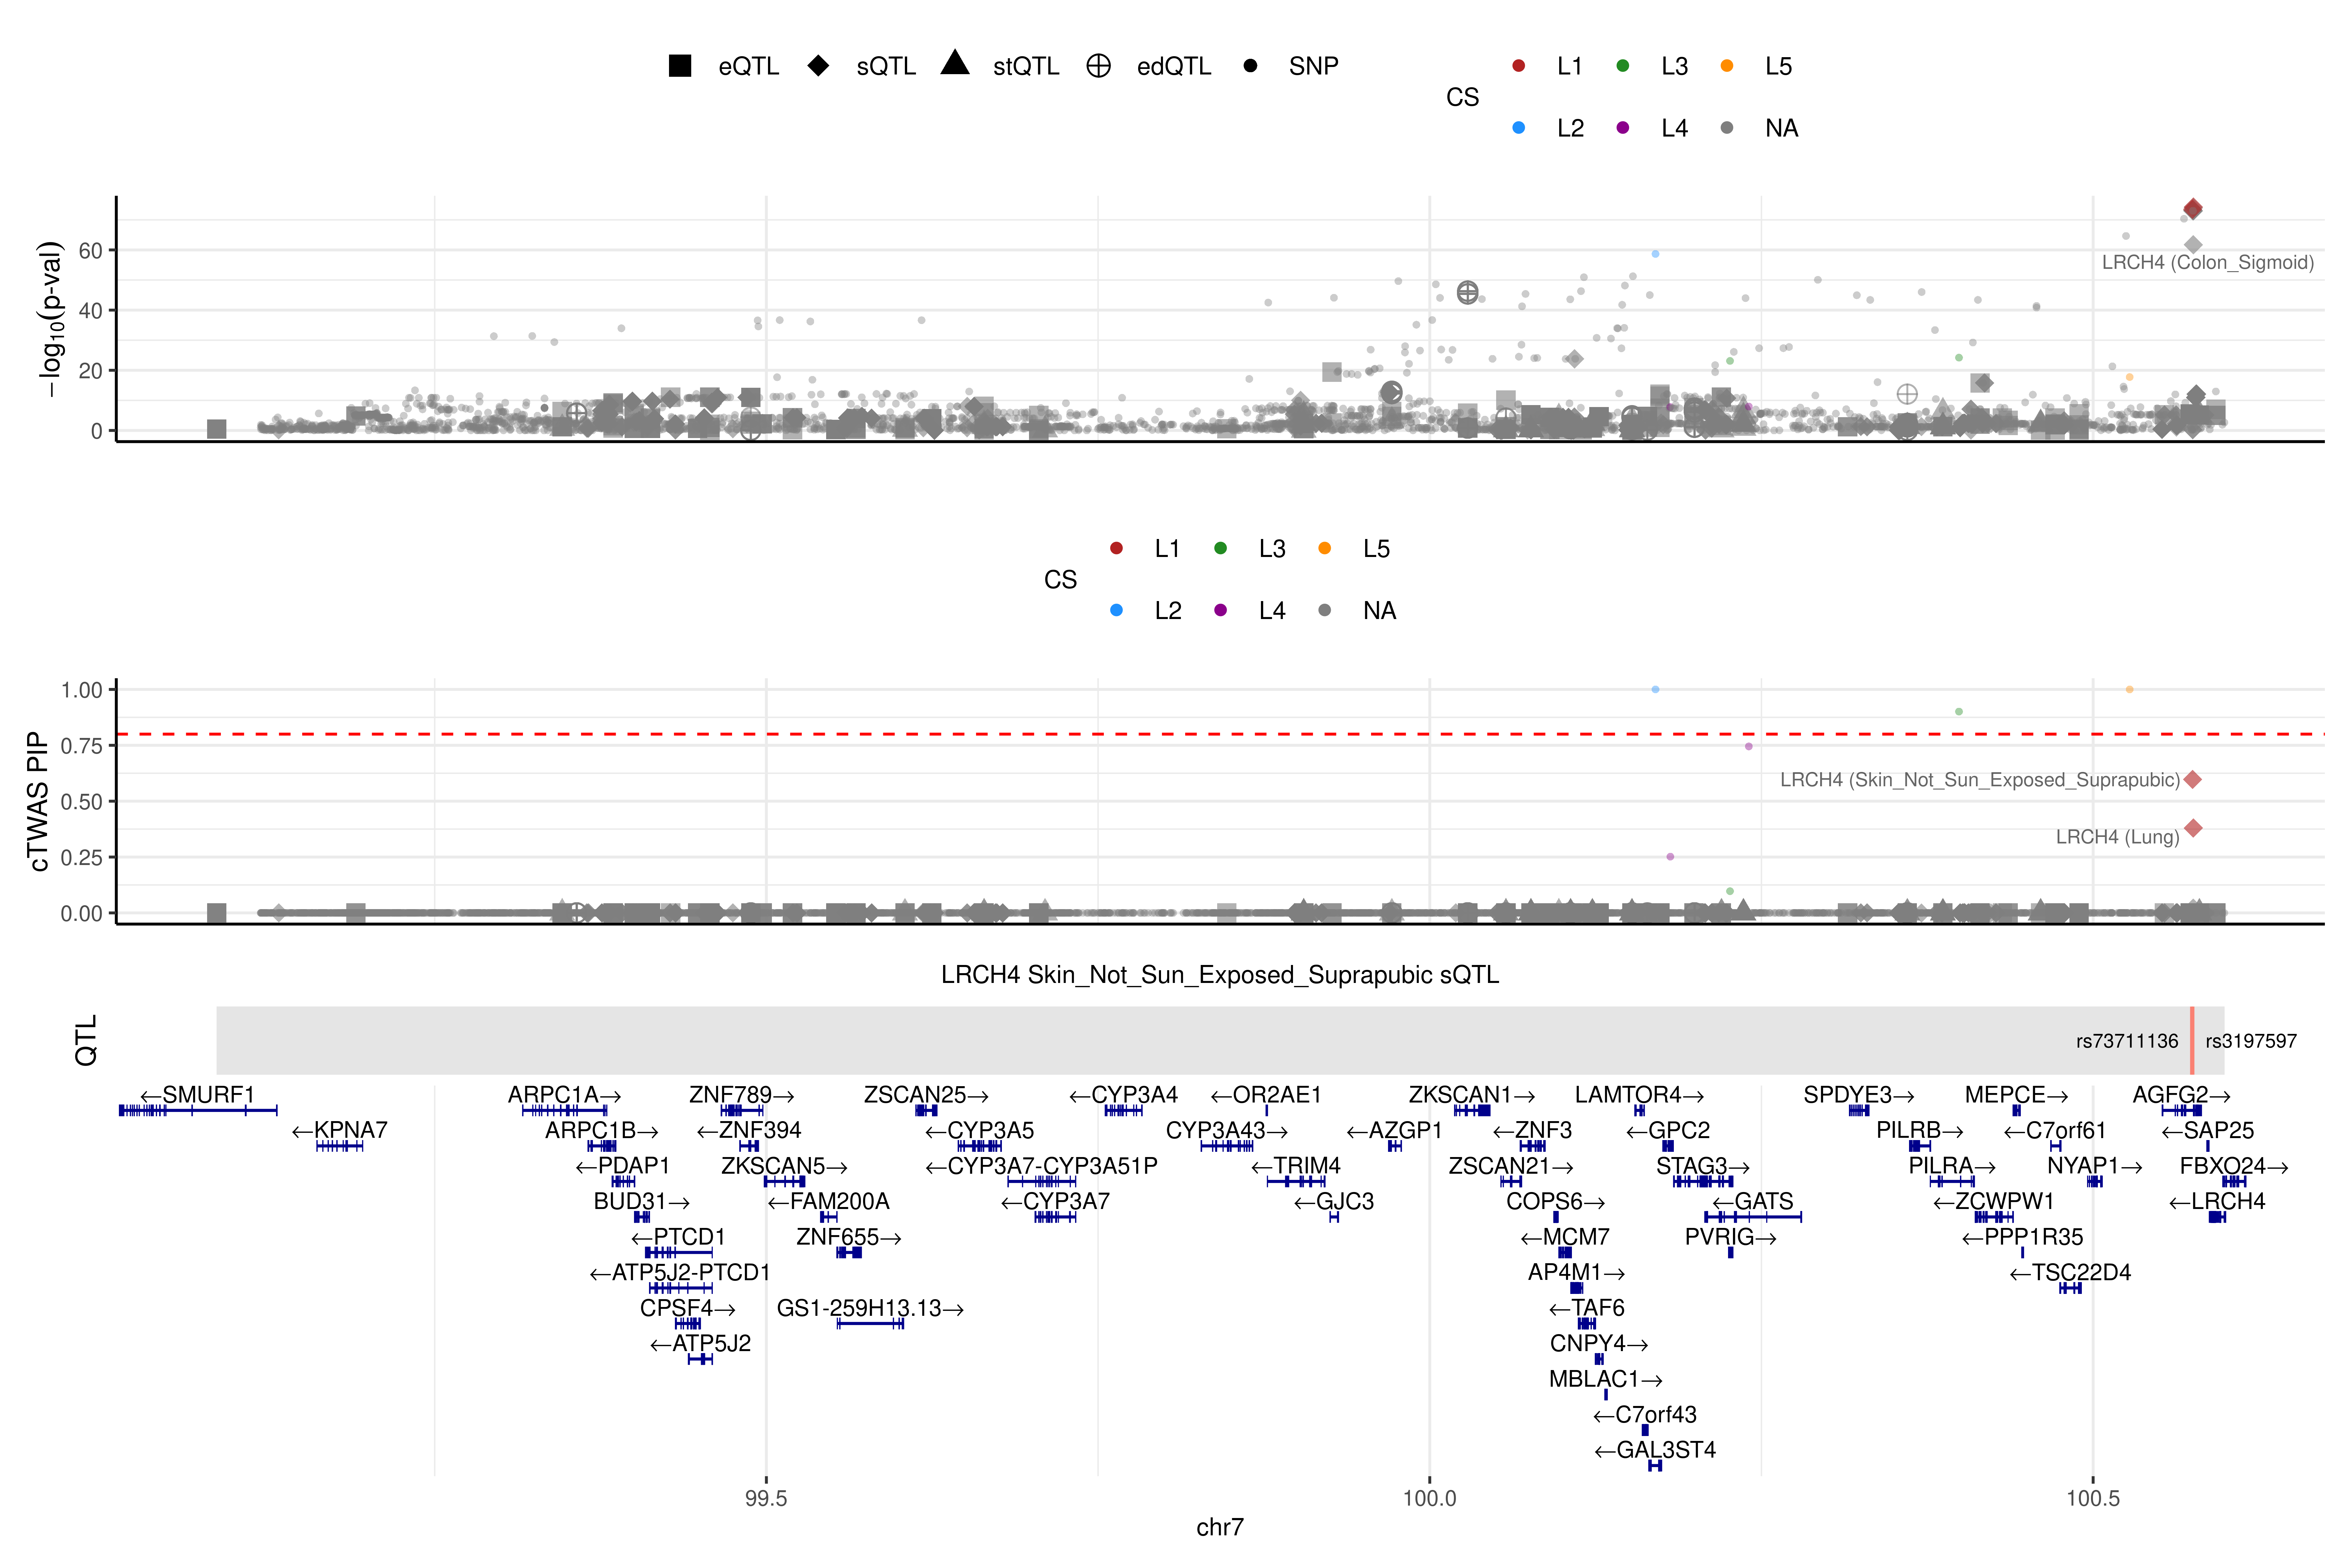 eQTL sQTL stQTL edQTL SNP
CS
L1 L3 L5
L2 L4 NA
−log10(p-val)
60
40
20
0
LRCH4 (Colon_Sigmoid)
CS
L1 L3 L5
L2 L4 NA
cTWAS PIP
1.00
0.75
0.50
0.25
0.00
LRCH4 (Skin_Not_Sun_Exposed_Suprapubic)
LRCH4 (Lung)
LRCH4 Skin_Not_Sun_Exposed_Suprapubic sQTL
QTL
rs73711136 rs3197597
←SMURF1 ARPC1A→ ZNF789→ ZSCAN25→ ←CYP3A4 ←OR2AE1 ZKSCAN1→ LAMTOR4→ SPDYE3→ MEPCE→ AGFG2→
←KPNA7 ARPC1B→ ←ZNF394 ←CYP3A5 CYP3A43→ ←AZGP1 ←ZNF3 ←GPC2 PILRB→ ←C7orf61 ←SAP25
←PDAP1 ZKSCAN5→ ←CYP3A7-CYP3A51P ←TRIM4 ZSCAN21→ STAG3→ PILRA→ NYAP1→ FBXO24→
BUD31→ ←FAM200A ←CYP3A7 ←GJC3 COPS6→ ←GATS ←ZCWPW1 ←LRCH4
←PTCD1 ZNF655→ ←MCM7 PVRIG→ ←PPP1R35
←ATP5J2-PTCD1 AP4M1→ ←TSC22D4
CPSF4→ GS1-259H13.13→ ←TAF6
←ATP5J2 CNPY4→
MBLAC1→
←C7orf43
←GAL3ST4
99.5 100.0 100.5
chr7